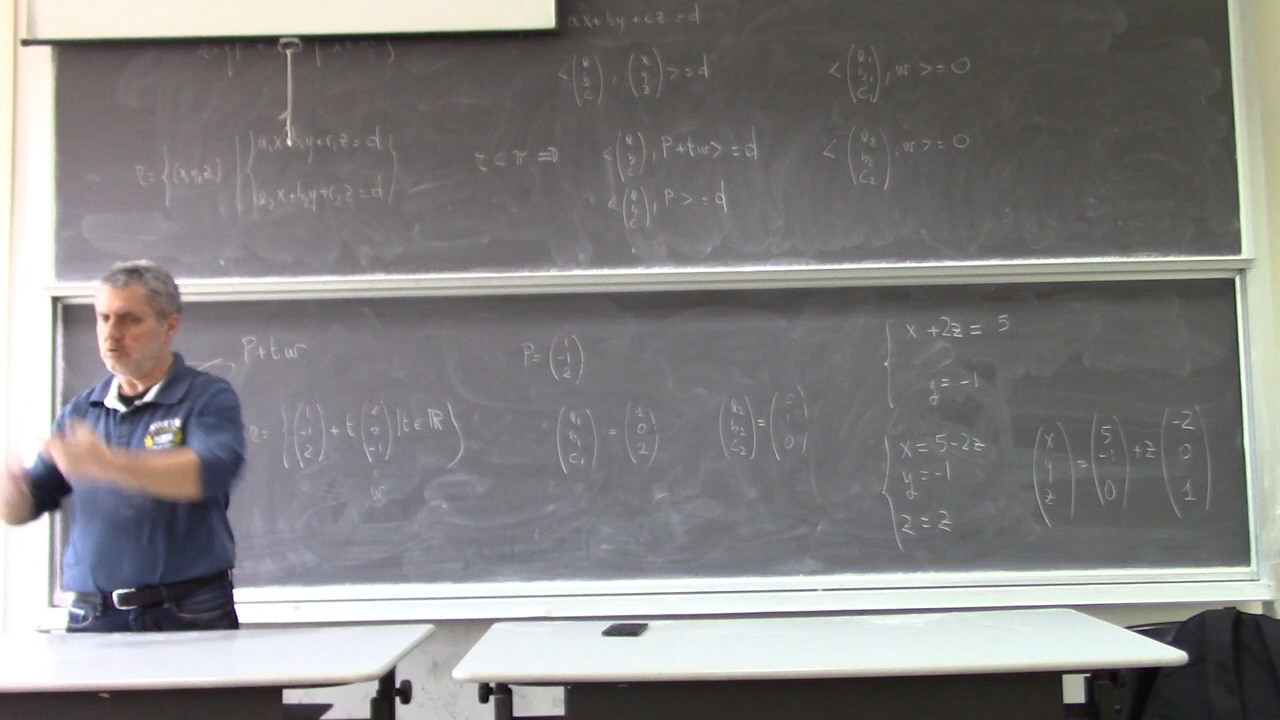 ax+by+cz=d
<(a b c), (x y z)>=d
<(a₁ b₁ c₁), w>=0
r={(x,y,z) | {a₁x+b₁y+c₁z=d
a₂x+b₂y+c₂z=d}
r⊂π ⟹
<(a b c), P+tw>=d
<(a₂ b₂ c₂), w>=0
<(a b c), P>=d
P+tw
P=(1 -1 2)
x+2z=5
y=-1
r={(1 -1 2)+t(2 0 -1)|t∈ℝ}
w
(a₁ b₁ c₁)=(1 0 2)
(a₂ b₂ c₂)=(0 1 0)
x=5-2z
y=-1
z=z
(x y z)=(5 -1 0)+z(-2 0 1)